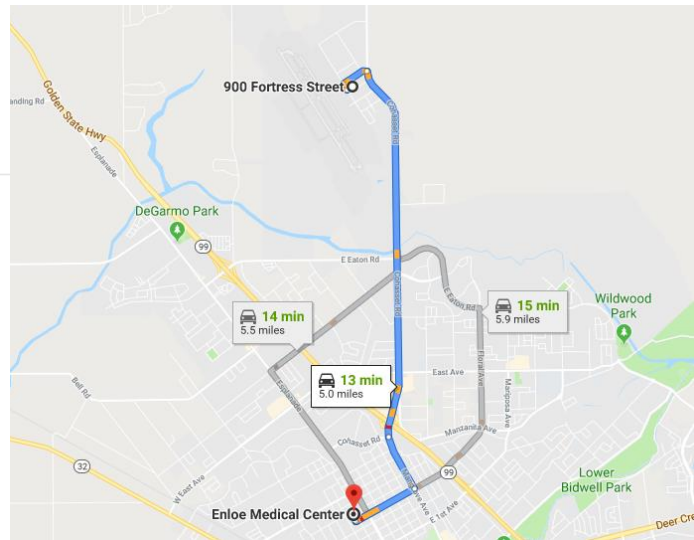 900 Fortress Street
Golden State Hwy
Esplanade
Cohasset Rd
DeGarmo Park
99
E Eaton Rd
Cohasset Rd
E Eaton Rd
14 min
5.5 miles
15 min
5.9 miles
Wildwood
Park
Floral Ave
Mariposa Ave
Bell Rd
Esplanade
13 min
5.0 miles
East Ave
Cohasset Rd
Manzanita Ave
32
W East Ave
99
Lower
Bidwell Park
Enloe Medical Center
E 1st Ave
Deer Cre